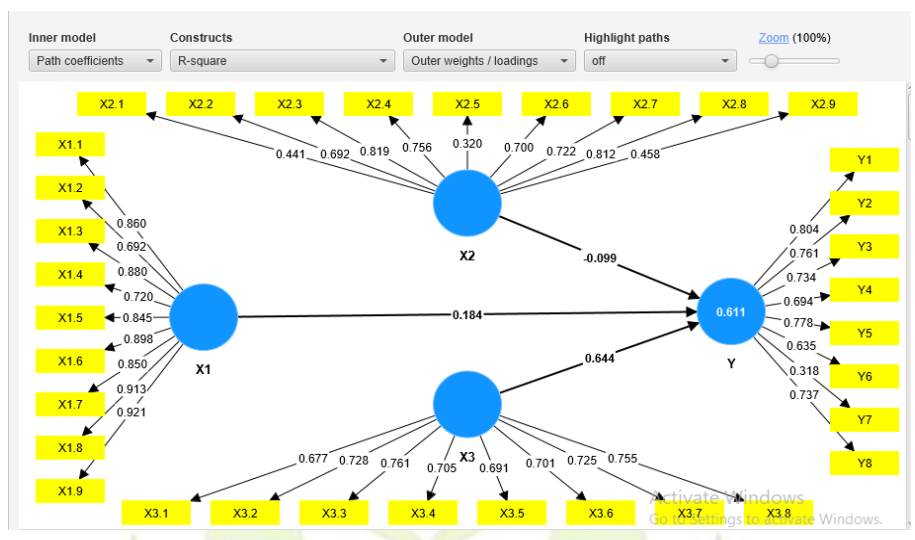 Inner model Constructs Outer model Highlight paths Zoom (100%)
Path coefficients R-square Outer weights / loadings off
X2.1 X2.2 X2.3 X2.4 X2.5 X2.6 X2.7 X2.8 X2.9
0.441 0.692 0.819 0.756 0.320 0.700 0.722 0.812 0.458
X2
X1.1
X1.2
X1.3
X1.4
X1.5
X1.6
X1.7
X1.8
X1.9
0.860
0.692
0.880
0.720
0.845
0.898
0.850
0.913
0.921
X1
-0.099
0.184
0.644
Y1
Y2
Y3
Y4
Y5
Y6
Y7
Y8
0.804
0.761
0.734
0.694
0.778
0.635
0.318
0.737
0.611
Y
X3
0.677 0.728 0.761 0.705 0.691 0.701 0.725 0.755
X3.1 X3.2 X3.3 X3.4 X3.5 X3.6 X3.7 X3.8
Activate Windows
Go to Settings to activate Windows.